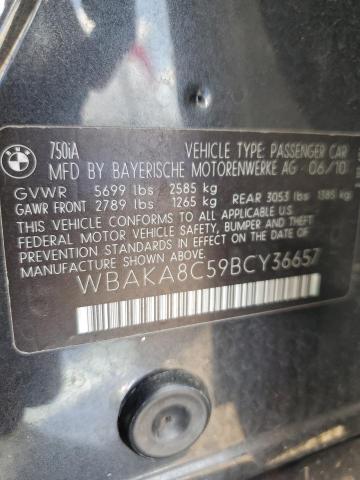 BMW
750iA VEHICLE TYPE: PASSENGER CAR
MFD BY BAYERISCHE MOTORENWERKE AG - 06/10
GVWR 5699 lbs 2585 kg
GAWR FRONT 2789 lbs 1265 kg REAR 3053 lbs 1385 kg
THIS VEHICLE CONFORMS TO ALL APPLICABLE
FEDERAL MOTOR VEHICLE SAFETY, BUMPER, AND
THEFT PREVENTION STANDARDS IN EFFECT ON
THE DATE OF MANUFACTURE SHOWN ABOVE.
WBAKA8C59BCY36657